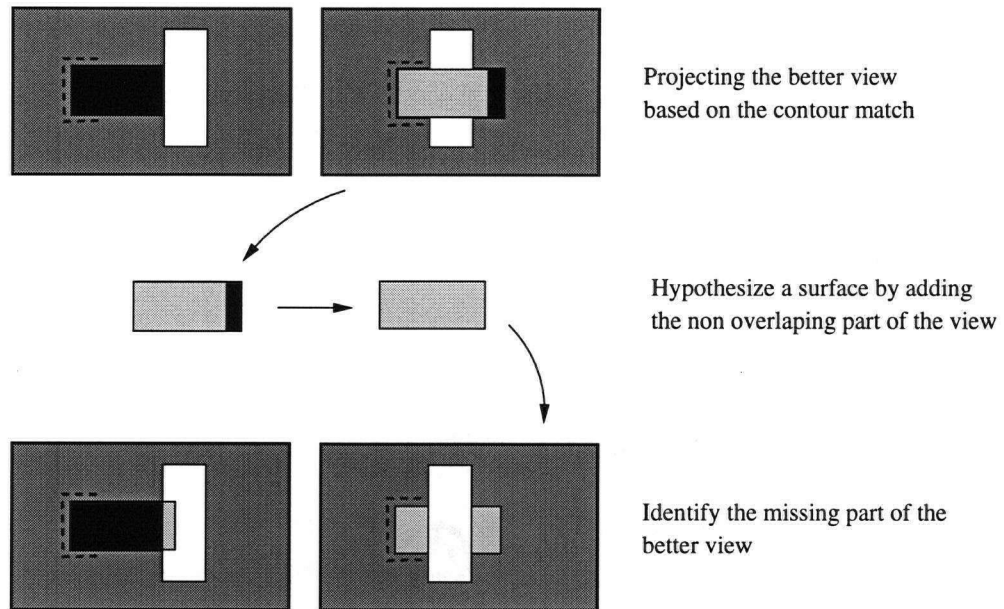 Projecting the better view
based on the contour match
Hypothesize a surface by adding
the non overlaping part of the view
Identify the missing part of the
better view